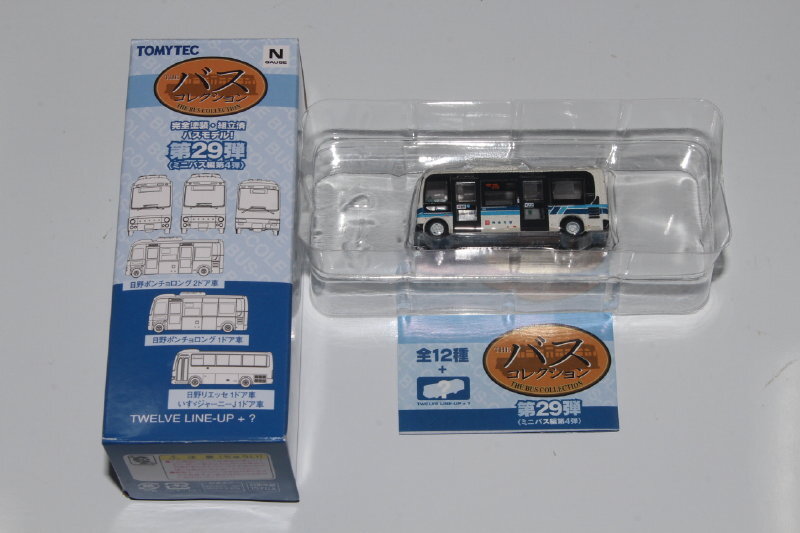 TOMYTEC
N
GAUGE
THE バス
コレクション
THE BUS COLLECTION
完全塗装・組立済
バスモデル!
第29弾
(ミニバス編第4弾)
日野ポンチョロング 2ドア車
日野ポンチョロング 1ドア車
日野リエッセ 1ドア車
いすゞジャーニーJ 1ドア車
TWELVE LINE-UP + ?
全12種
+
TWELVE LINE-UP + ?
THE バス
コレクション
THE BUS COLLECTION
第29弾
(ミニバス編第4弾)